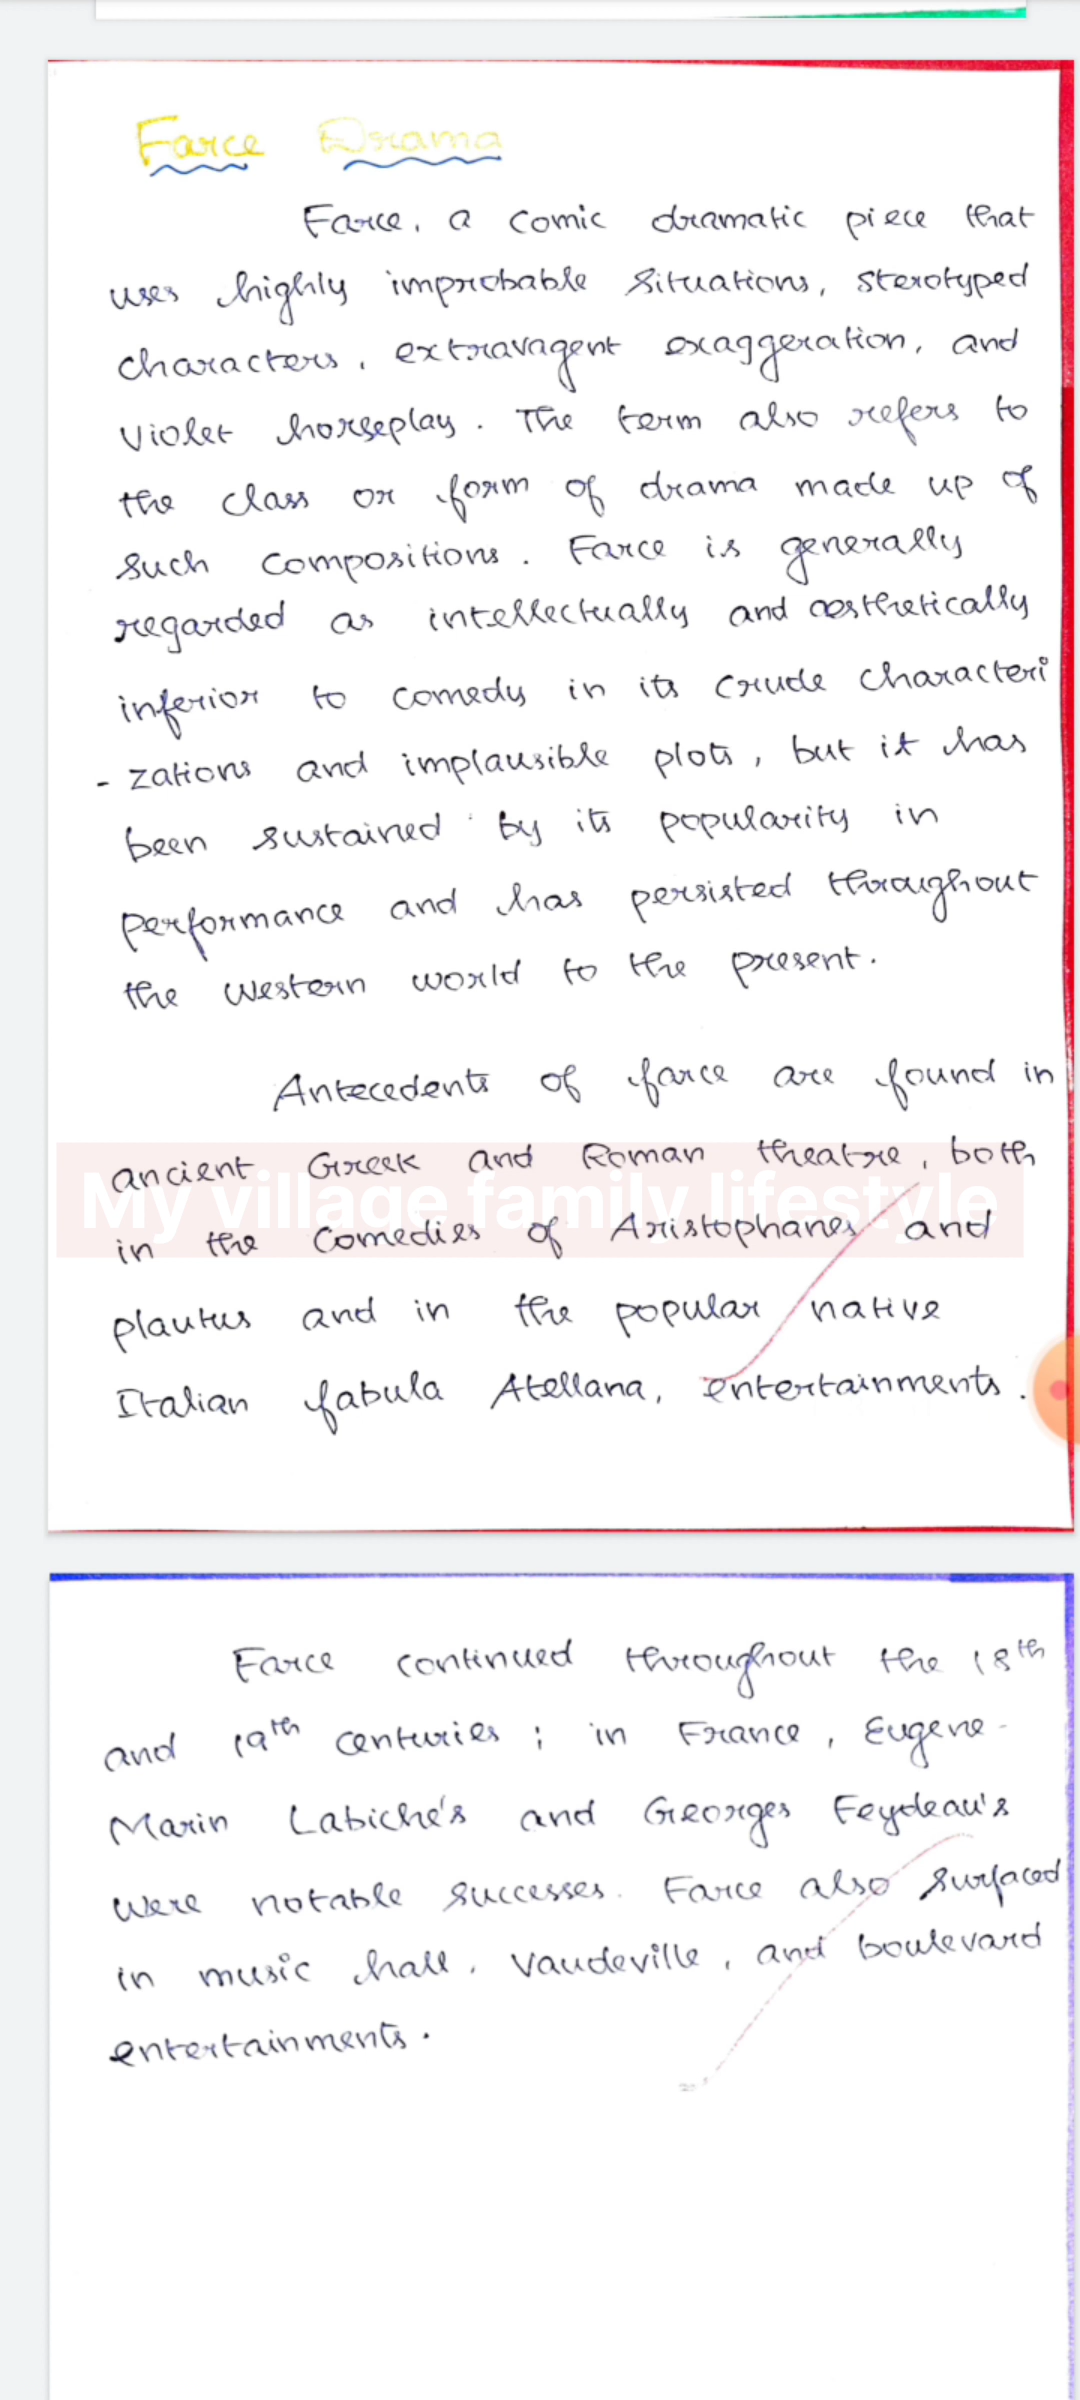 Farce Drama
Farce, a comic dramatic piece that
uses highly improbable situations, sterotyped
characters, extravagent exaggeration, and
violet horseplay. The term also refers to
the class or form of drama made up of
such compositions. Farce is generally
regarded as intellectually and aesthetically
inferior to comedy in its crude characteri
- zations and implausible plots, but it has
been sustained by its popularity in
performance and has persisted throughout
the western world to the present.
Antecedents of farce are found in
ancient Greek and Roman theatre, both
My village family lifestyle
in the comedies of Aristophanes and
plautus and in the popular native
Italian fabula Atellana, entertainments.
Farce continued throughout the 18th
and 19th centuries; in France, Eugene-
Marin Labiche's and Georges Feydeau's
were notable successes. Farce also surfaced
in music hall, vaudeville, and boulevard
entertainments.